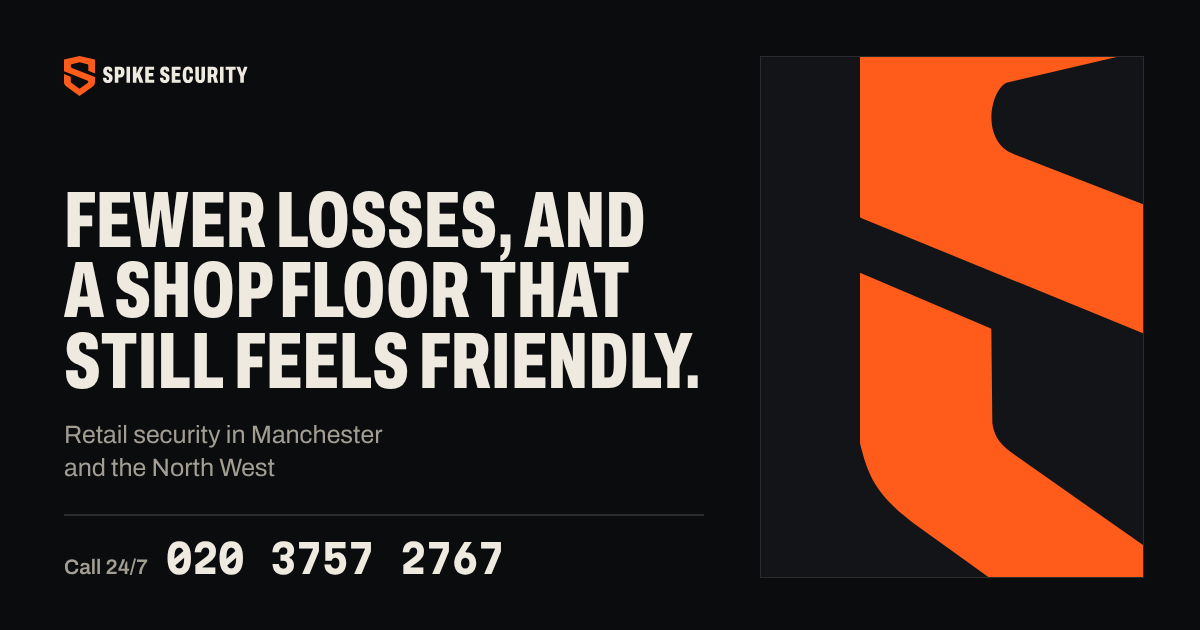 SPIKE SECURITY
FEWER LOSSES, AND
A SHOP FLOOR THAT
STILL FEELS FRIENDLY.
Retail security in Manchester
and the North West
Call 24/7 020 3757 2767